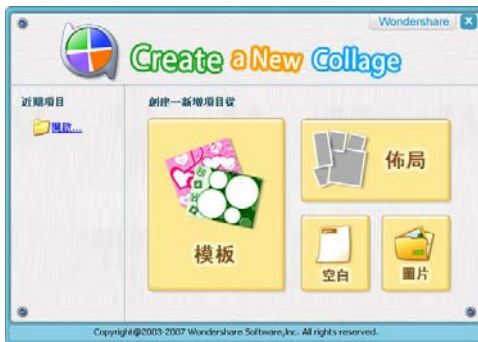 Wondershare
Create a New Collage
近期項目
開啟...
創建一新增項目從
模板
佈局
空白
圖片
Copyright@2003-2007 Wondershare Software,Inc. All rights reserved.